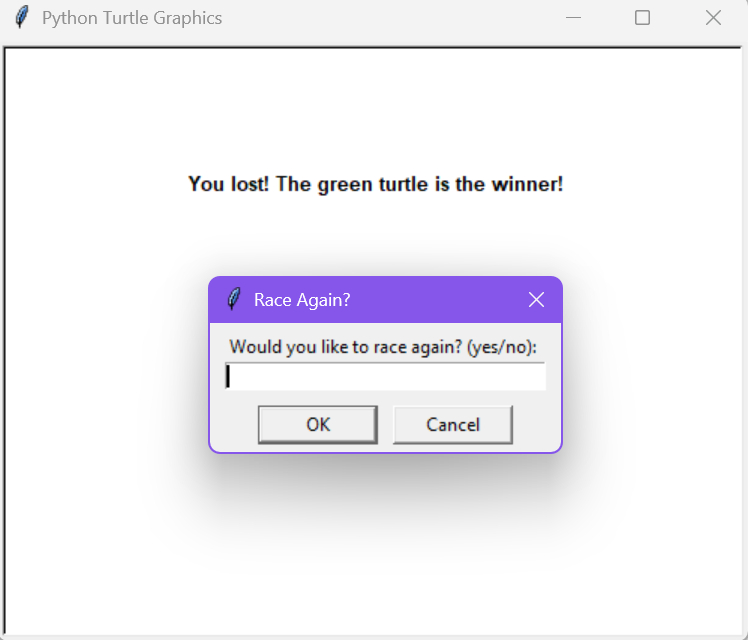 Python Turtle Graphics
You lost! The green turtle is the winner!
Race Again?
Would you like to race again? (yes/no):
OK
Cancel